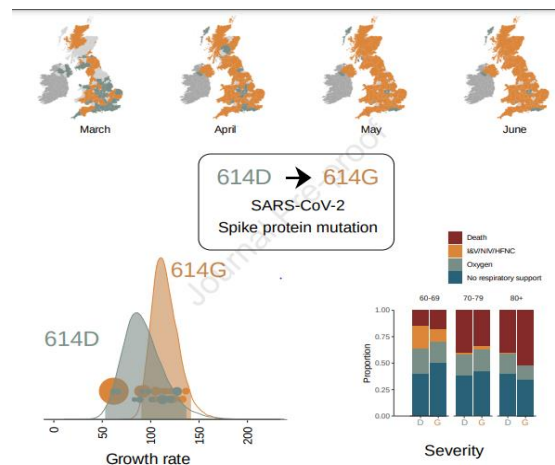 March April May June
614D → 614G
SARS-CoV-2
Spike protein mutation
Journal Pre-proof
614G
614D
0 50 100 150 200
Growth rate
Death
I&V/NIV/HFNC
Oxygen
No respiratory support
60-69 70-79 80+
Proportion
1.00
0.75
0.50
0.25
0.00
D G D G D G
Severity